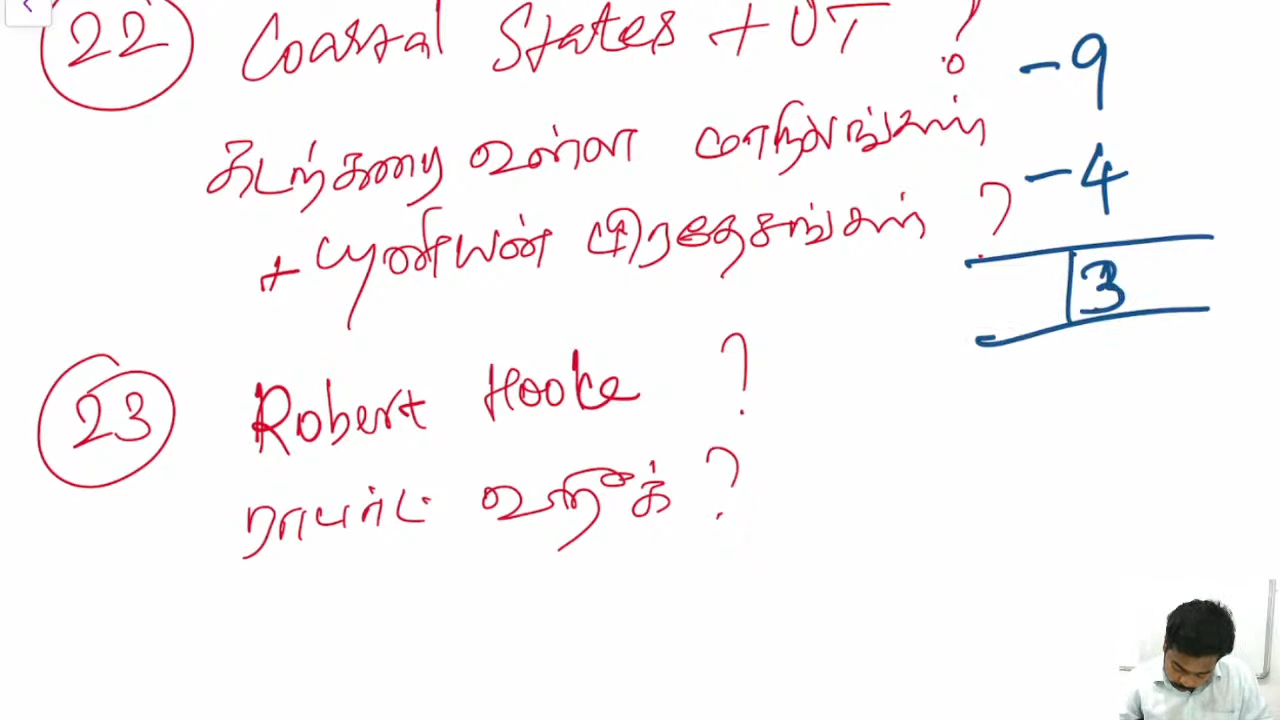 22 Coastal States + UT ?
- 9
கடற்கரை உள்ள மாநிலங்கள்
- 4
+ யூனியன் பிரதேசங்கள் ?
3
23 Robert Hooke ?
ராபர்ட் ஹூக் ?